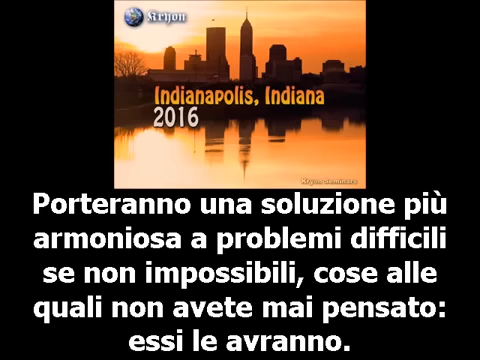 Kryon
Indianapolis, Indiana
2016
Kryon Seminars
Porteranno una soluzione più
armoniosa a problemi difficili
se non impossibili, cose alle
quali non avete mai pensato:
essi le avranno.